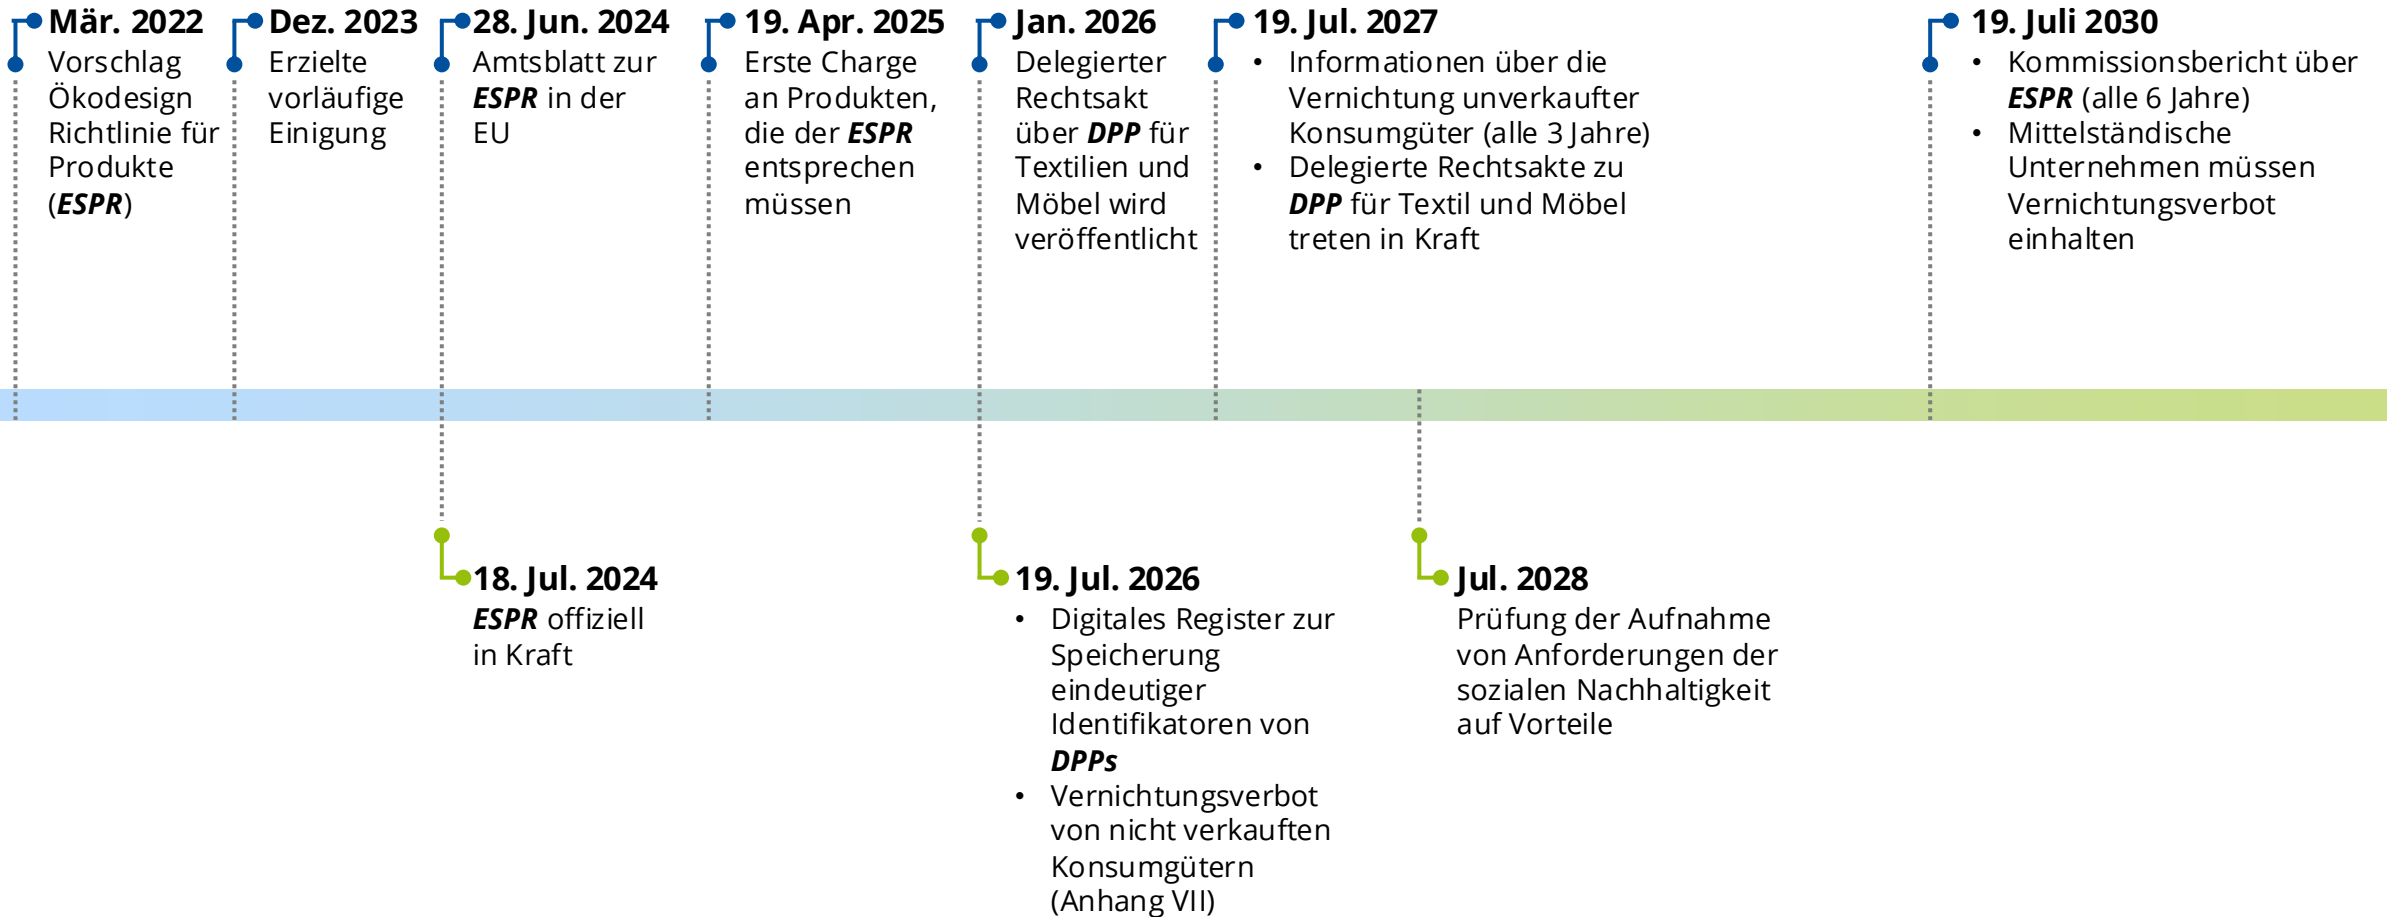 Mär. 2022
Vorschlag
Ökodesign
Richtlinie für
Produkte
(ESPR)
Dez. 2023
Erzielte
vorläufige
Einigung
28. Jun. 2024
Amtsblatt zur
ESPR in der
EU
19. Apr. 2025
Erste Charge
an Produkten,
die der ESPR
entsprechen
müssen
Jan. 2026
Delegierter
Rechtsakt
über DPP für
Textilien und
Möbel wird
veröffentlicht
19. Jul. 2027
• Informationen über die
Vernichtung unverkaufter
Konsumgüter (alle 3 Jahre)
• Delegierte Rechtsakte zu
DPP für Textil und Möbel
treten in Kraft
19. Juli 2030
• Kommissionsbericht über
ESPR (alle 6 Jahre)
• Mittelständische
Unternehmen müssen
Vernichtungsverbot
einhalten
18. Jul. 2024
ESPR offiziell
in Kraft
19. Jul. 2026
• Digitales Register zur
Speicherung
eindeutiger
Identifikatoren von
DPPs
• Vernichtungsverbot
von nicht verkauften
Konsumgütern
(Anhang VII)
Jul. 2028
Prüfung der Aufnahme
von Anforderungen der
sozialen Nachhaltigkeit
auf Vorteile